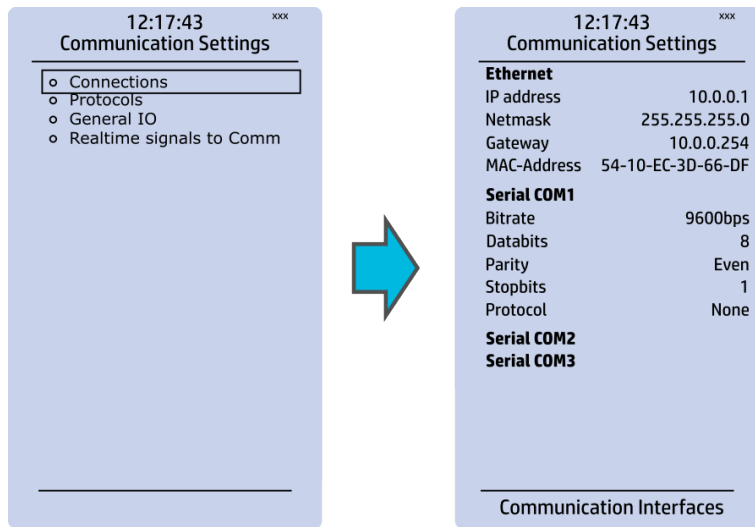 12:17:43 xxx
Communication Settings
Connections
Protocols
General IO
Realtime signals to Comm
12:17:43 xxx
Communication Settings
Ethernet
IP address 10.0.0.1
Netmask 255.255.255.0
Gateway 10.0.0.254
MAC-Address 54-10-EC-3D-66-DF
Serial COM1
Bitrate 9600bps
Databits 8
Parity Even
Stopbits 1
Protocol None
Serial COM2
Serial COM3
Communication Interfaces